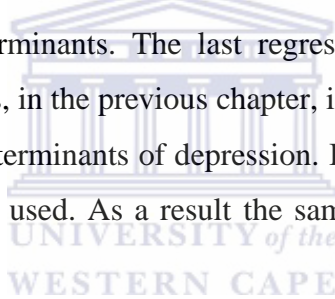 erminants. The last regres
, in the previous chapter, i
terminants of depression.
used. As a result the sam
UNIVERSITY of the
WESTERN CAPE